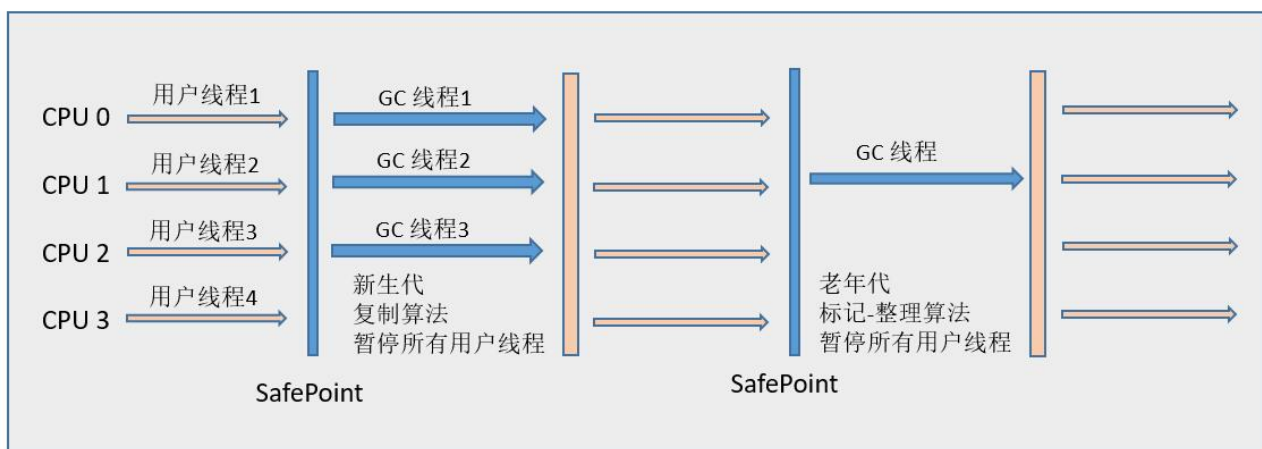 CPU 0
用户线程1
GC 线程1
CPU 1
用户线程2
GC 线程2
GC 线程
CPU 2
用户线程3
GC 线程3
CPU 3
用户线程4
新生代
复制算法
暂停所有用户线程
老年代
标记-整理算法
暂停所有用户线程
SafePoint
SafePoint